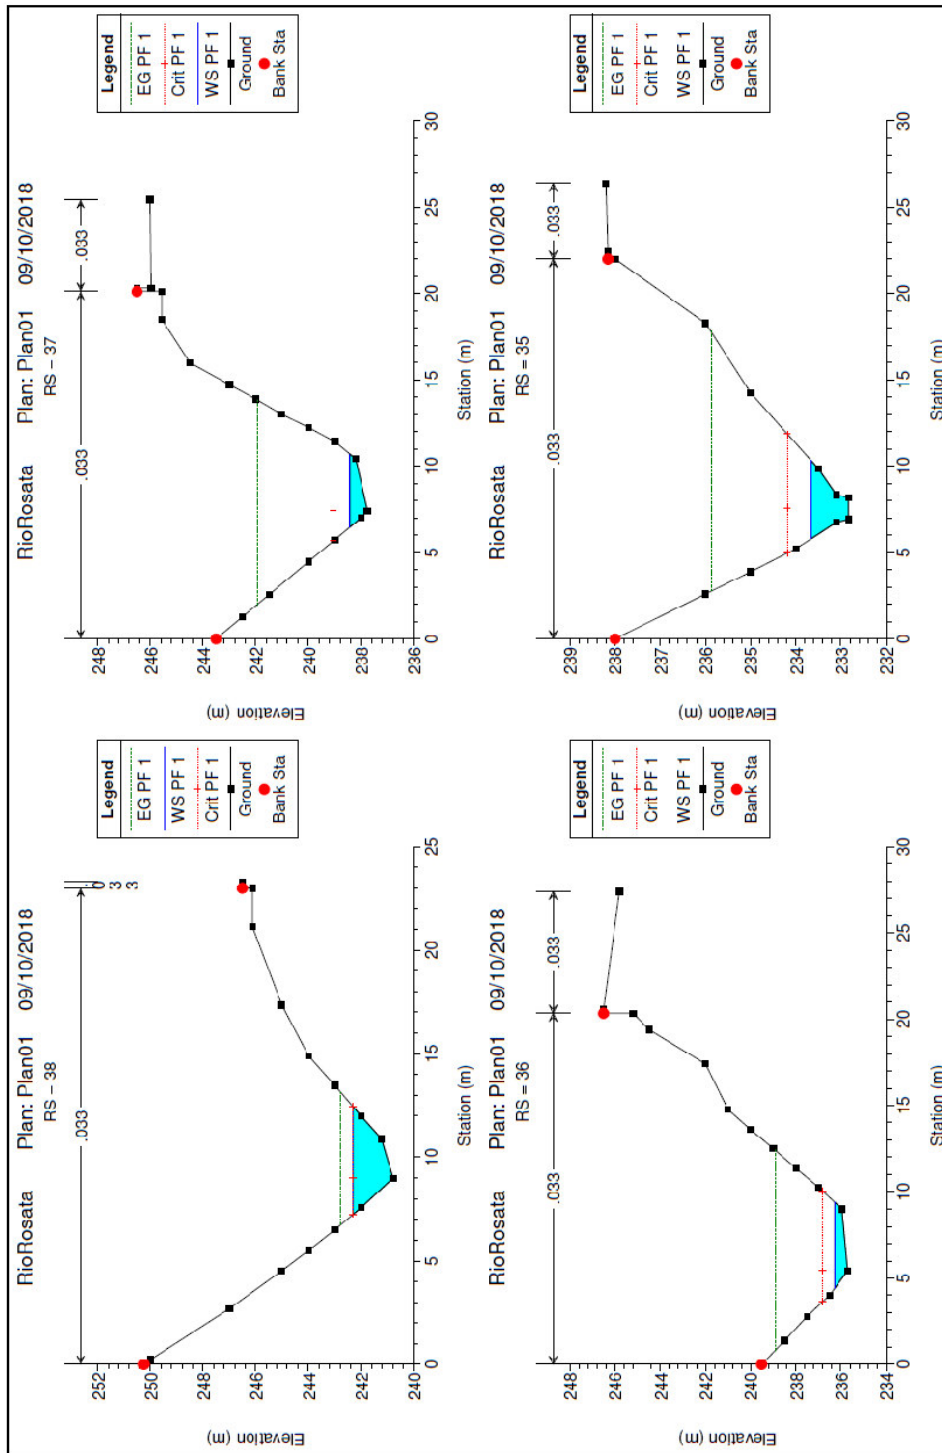 RioRosata Plan: Plan01 09/10/2018
RS – 38
.033
.033
Elevation (m)
252
250
248
246
244
242
240
0
5
10
15
20
25
Station (m)
Legend
EG PF 1
WS PF 1
Crit PF 1
Ground
Bank Sta
RioRosata Plan: Plan01 09/10/2018
RS – 37
.033
.033
Elevation (m)
248
246
244
242
240
238
236
0
5
10
15
20
25
30
Station (m)
Legend
EG PF 1
Crit PF 1
WS PF 1
Ground
Bank Sta
RioRosata Plan: Plan01 09/10/2018
RS = 36
.033
.033
Elevation (m)
248
246
244
242
240
238
236
234
0
5
10
15
20
25
30
Station (m)
Legend
EG PF 1
Crit PF 1
WS PF 1
Ground
Bank Sta
RioRosata Plan: Plan01 09/10/2018
RS = 35
.033
.033
Elevation (m)
239
238
237
236
235
234
233
232
0
5
10
15
20
25
30
Station (m)
Legend
EG PF 1
Crit PF 1
WS PF 1
Ground
Bank Sta